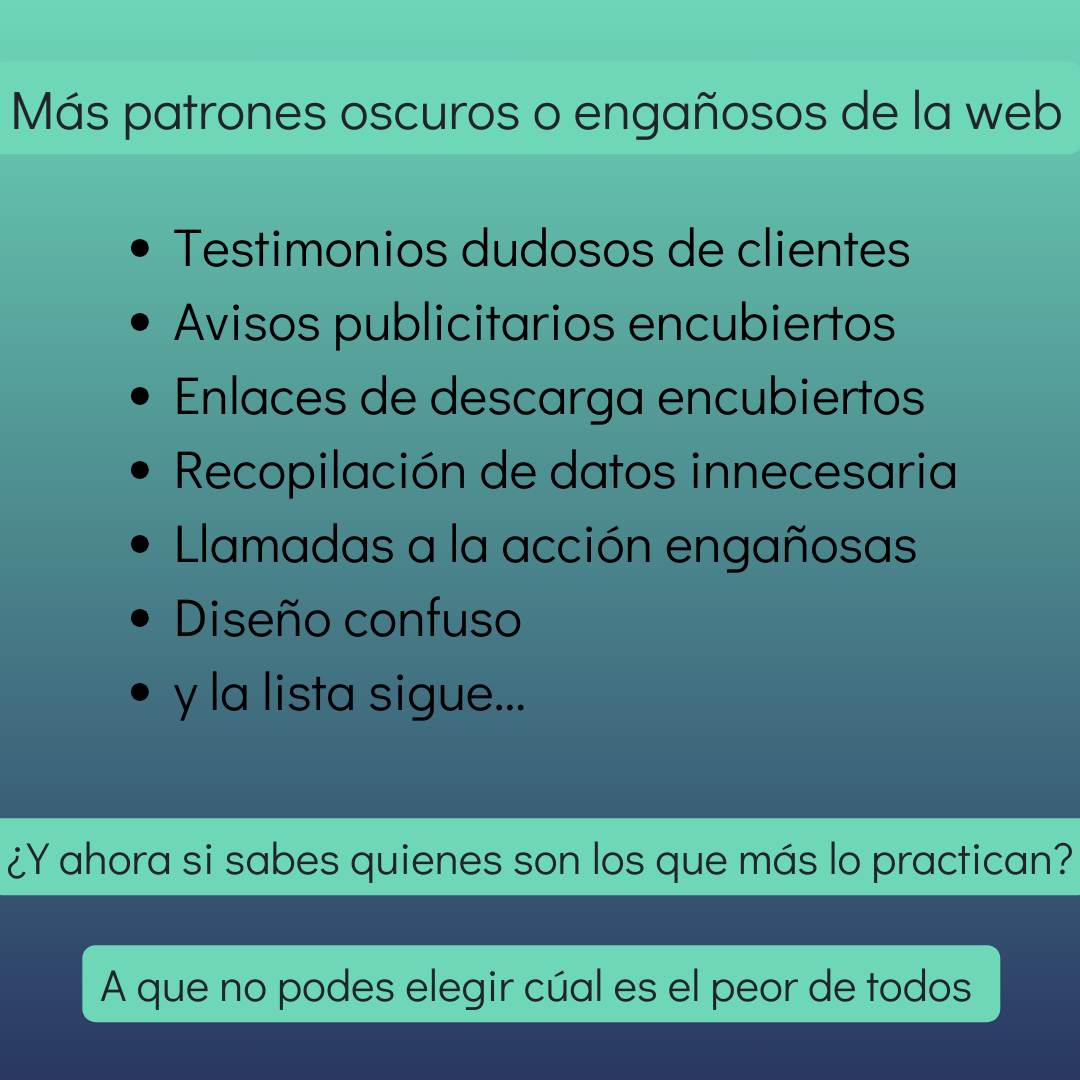 Más patrones oscuros o engañosos de la web
• Testimonios dudosos de clientes
• Avisos publicitarios encubiertos
• Enlaces de descarga encubiertos
• Recopilación de datos innecesaria
• Llamadas a la acción engañosas
• Diseño confuso
• y la lista sigue...
¿Y ahora si sabes quienes son los que más lo practican?
A que no podes elegir cúal es el peor de todos